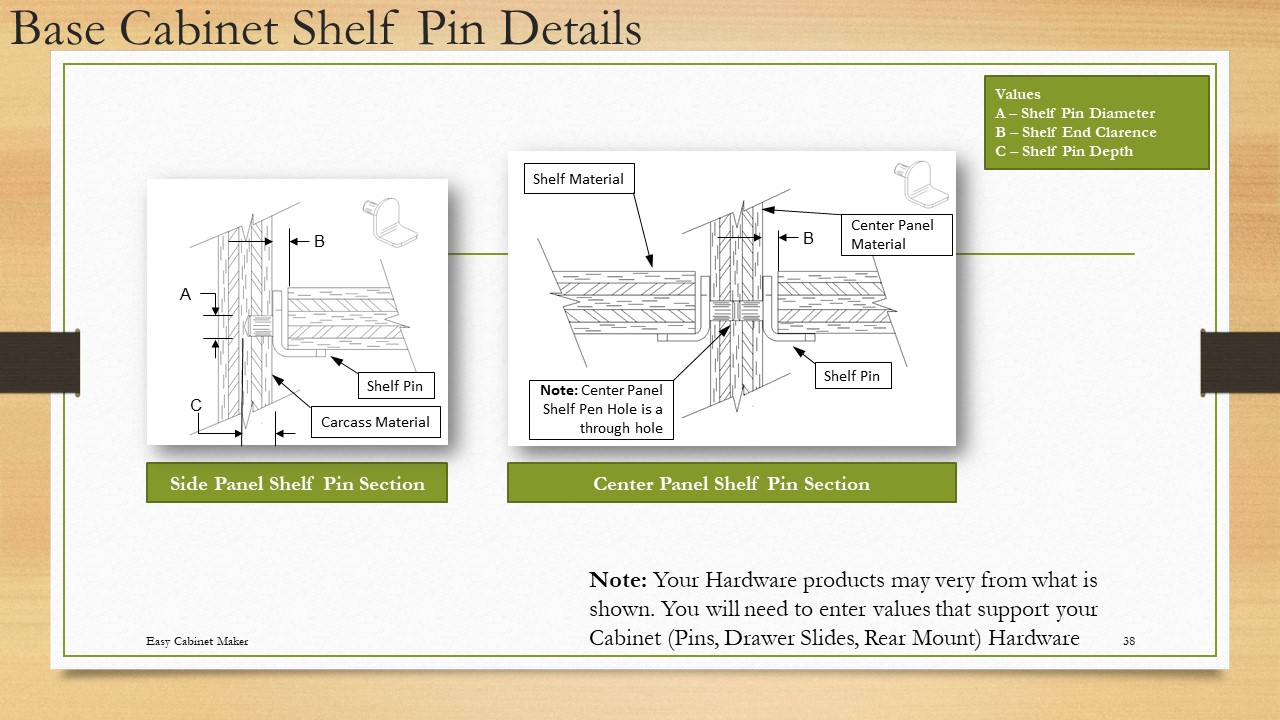 Base Cabinet Shelf Pin Details
Values
A – Shelf Pin Diameter
B – Shelf End Clarence
C – Shelf Pin Depth
B
A
C
Shelf Pin
Carcass Material
Side Panel Shelf Pin Section
Shelf Material
Center Panel
Material
B
Shelf Pin
Note: Center Panel
Shelf Pen Hole is a
through hole
Center Panel Shelf Pin Section
Note: Your Hardware products may very from what is
shown. You will need to enter values that support your
Cabinet (Pins, Drawer Slides, Rear Mount) Hardware
Easy Cabinet Maker
38